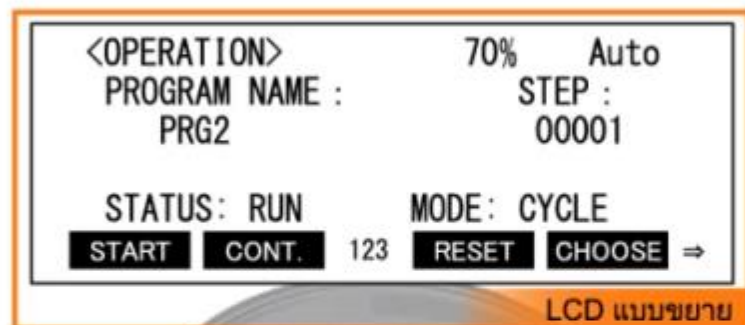 <OPERATION> 70% Auto
PROGRAM NAME : STEP :
PRG2 00001
STATUS: RUN MODE: CYCLE
START CONT. 123 RESET CHOOSE ⇒
LCD แบบขยาย